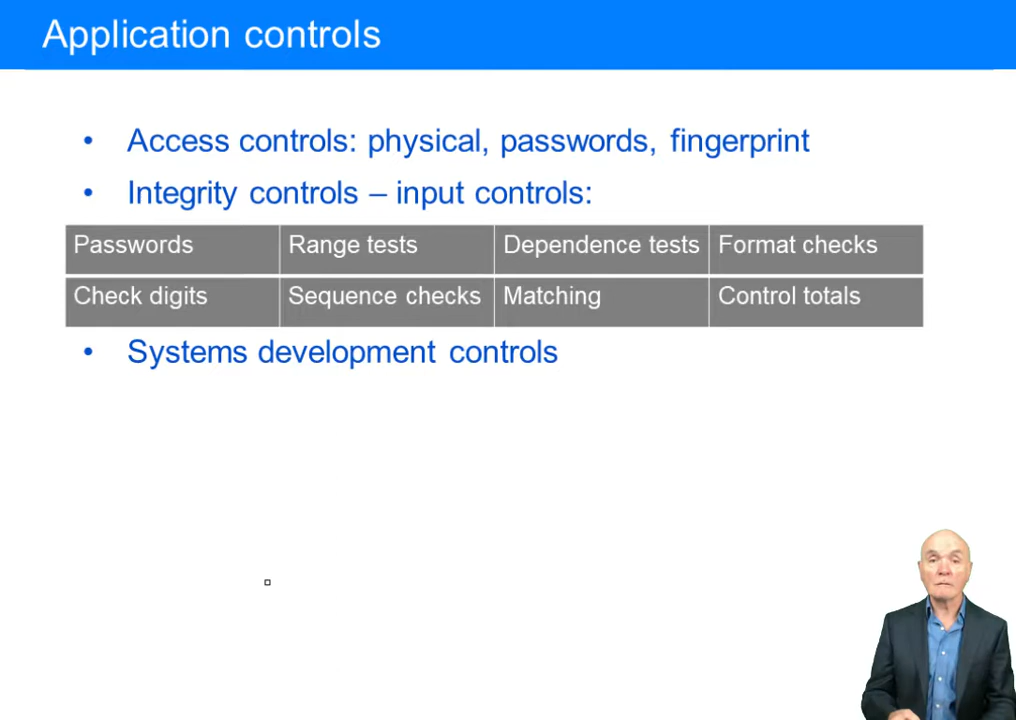 Application controls
• Access controls: physical, passwords, fingerprint
• Integrity controls – input controls:
Passwords Range tests Dependence tests Format checks
Check digits Sequence checks Matching Control totals
• Systems development controls